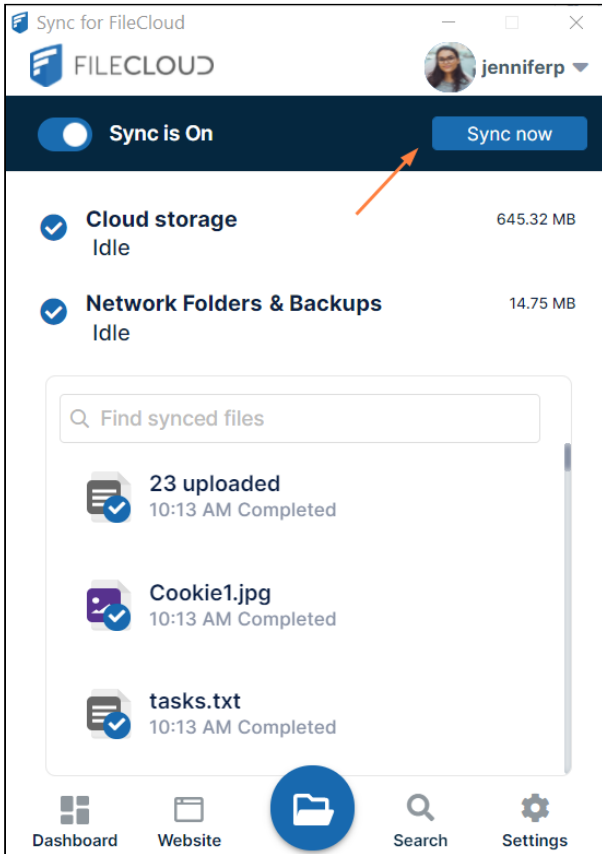 Sync for FileCloud
FILECLOUD
jenniferp
Sync is On
Sync now
Cloud storage
645.32 MB
Idle
Network Folders & Backups
14.75 MB
Idle
Find synced files
23 uploaded
10:13 AM Completed
Cookie1.jpg
10:13 AM Completed
tasks.txt
10:13 AM Completed
Dashboard
Website
Search
Settings